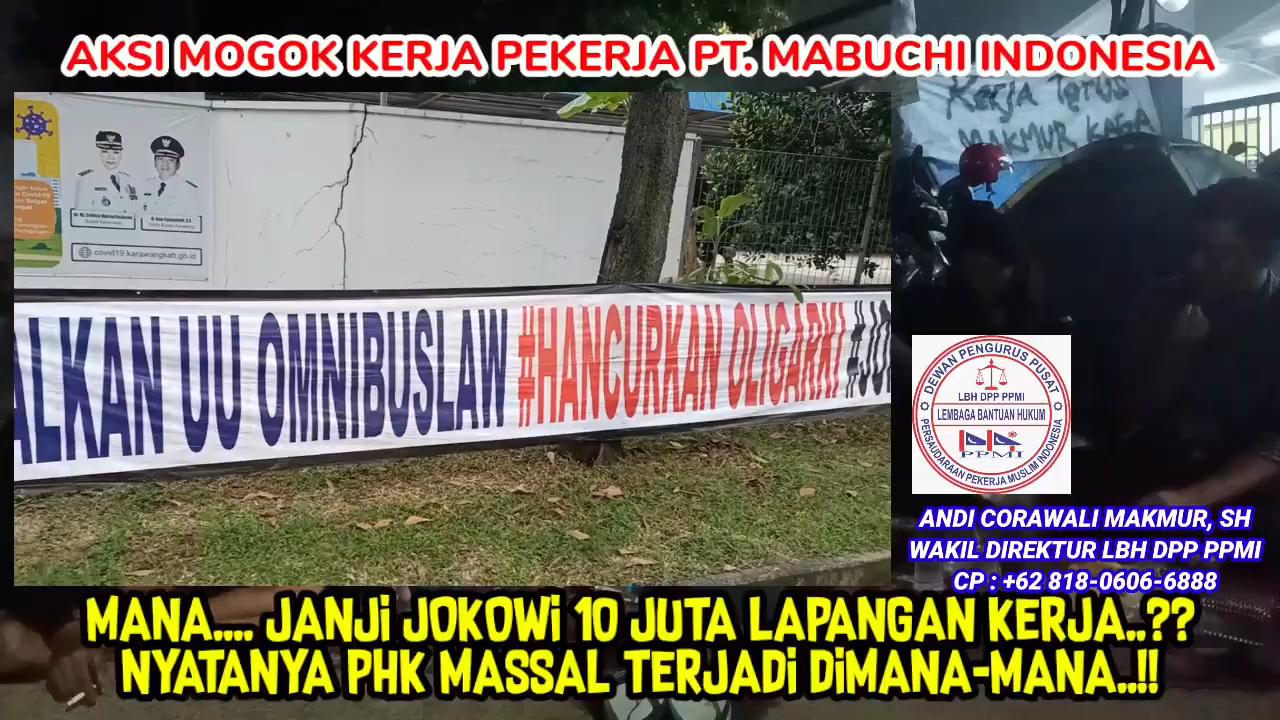 AKSI MOGOK KERJA PEKERJA PT. MABUCHI INDONESIA
Kerja Terus
MAKMUR KAGA
covid19.karawangkab.go.id
ALKAN UU OMNIBUSLAW #HANCURKAN OLIGARKI #JO
DEWAN PENGURUS PUSAT
LBH DPP PPMI
LEMBAGA BANTUAN HUKUM
PPMI
PERSAUDARAAN PEKERJA MUSLIM INDONESIA
ANDI CORAWALI MAKMUR, SH
WAKIL DIREKTUR LBH DPP PPMI
CP : +62 818-0606-6888
MANA.... JANJi JOKOWi 10 JUTA LAPANGAN KERJA..??
NYATANYA PHK MASSAL TERJADi DiMANA-MANA..!!